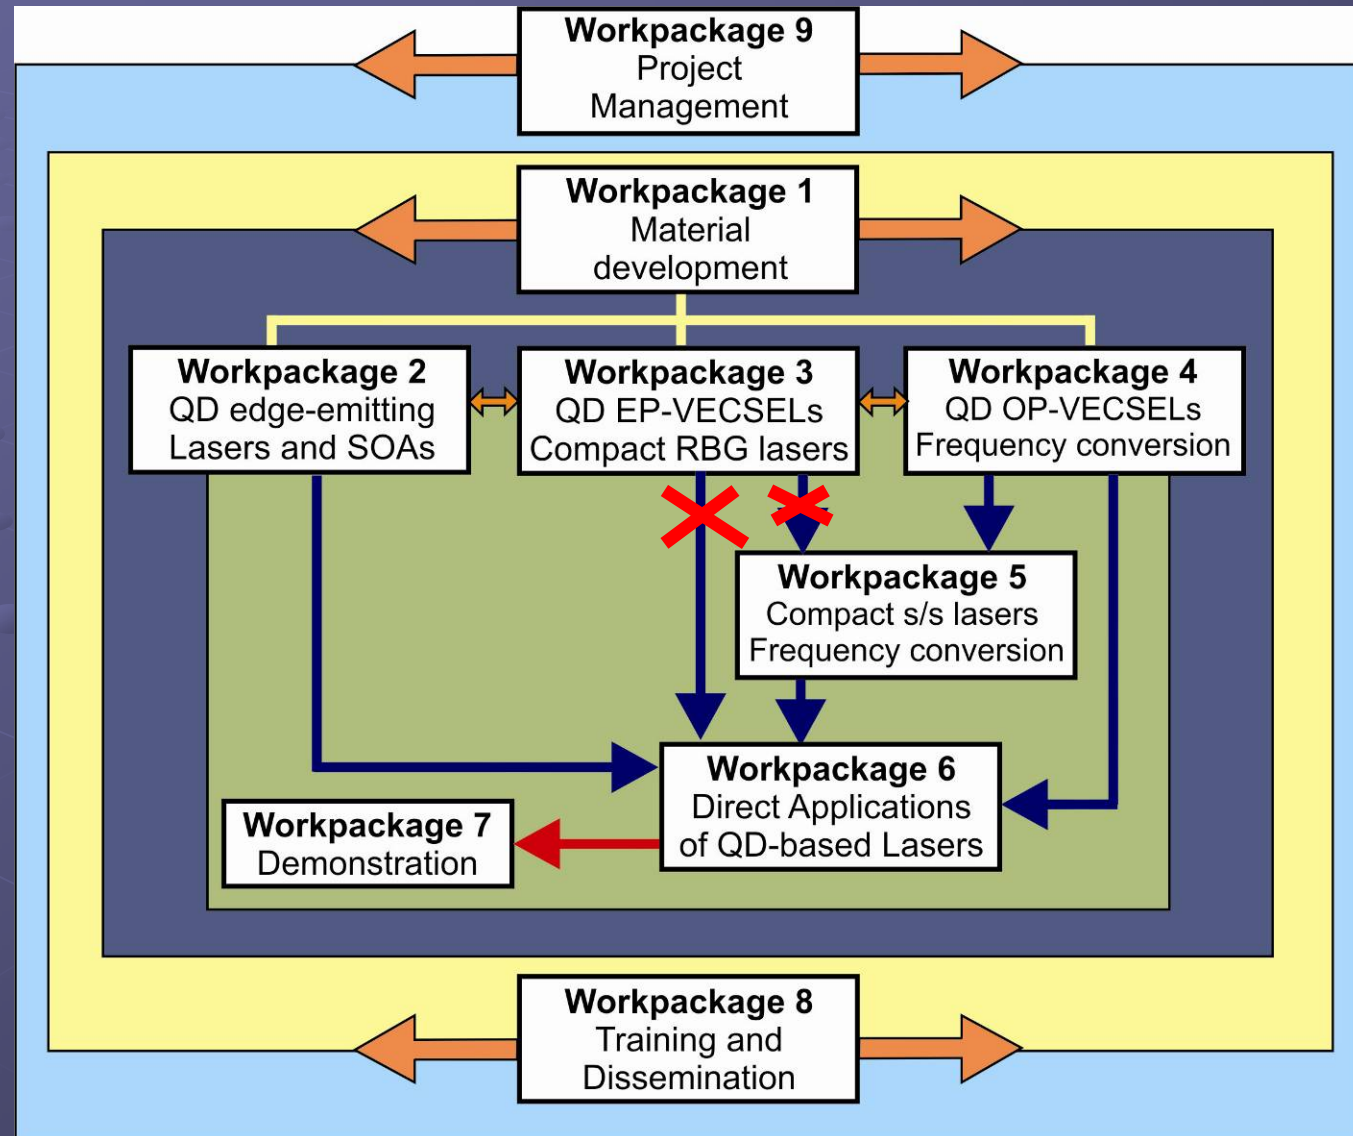 Workpackage 9
Project
Management
Workpackage 1
Material
development
Workpackage 2
QD edge-emitting
Lasers and SOAs
Workpackage 3
QD EP-VECSELs
Compact RBG lasers
Workpackage 4
QD OP-VECSELs
Frequency conversion
Workpackage 5
Compact s/s lasers
Frequency conversion
Workpackage 6
Direct Applications
of QD-based Lasers
Workpackage 7
Demonstration
Workpackage 8
Training and
Dissemination